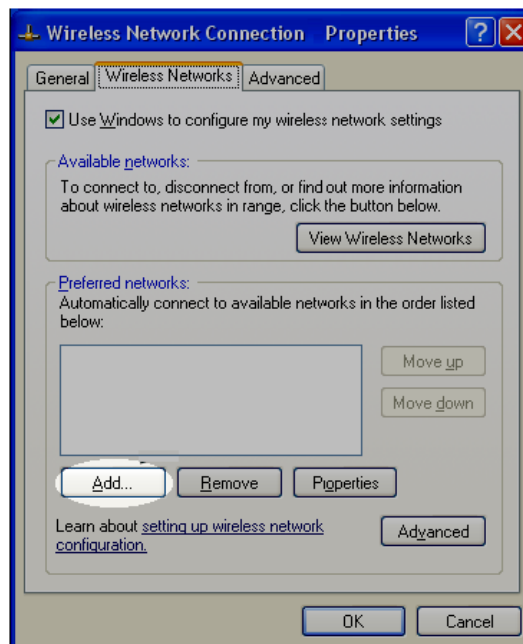 Wireless Network Connection Properties
General
Wireless Networks
Advanced
Use Windows to configure my wireless network settings
Available networks:
To connect to, disconnect from, or find out more information
about wireless networks in range, click the button below.
View Wireless Networks
Preferred networks:
Automatically connect to available networks in the order listed
below:
Move up
Move down
Add...
Remove
Properties
Learn about setting up wireless network
configuration.
Advanced
OK
Cancel